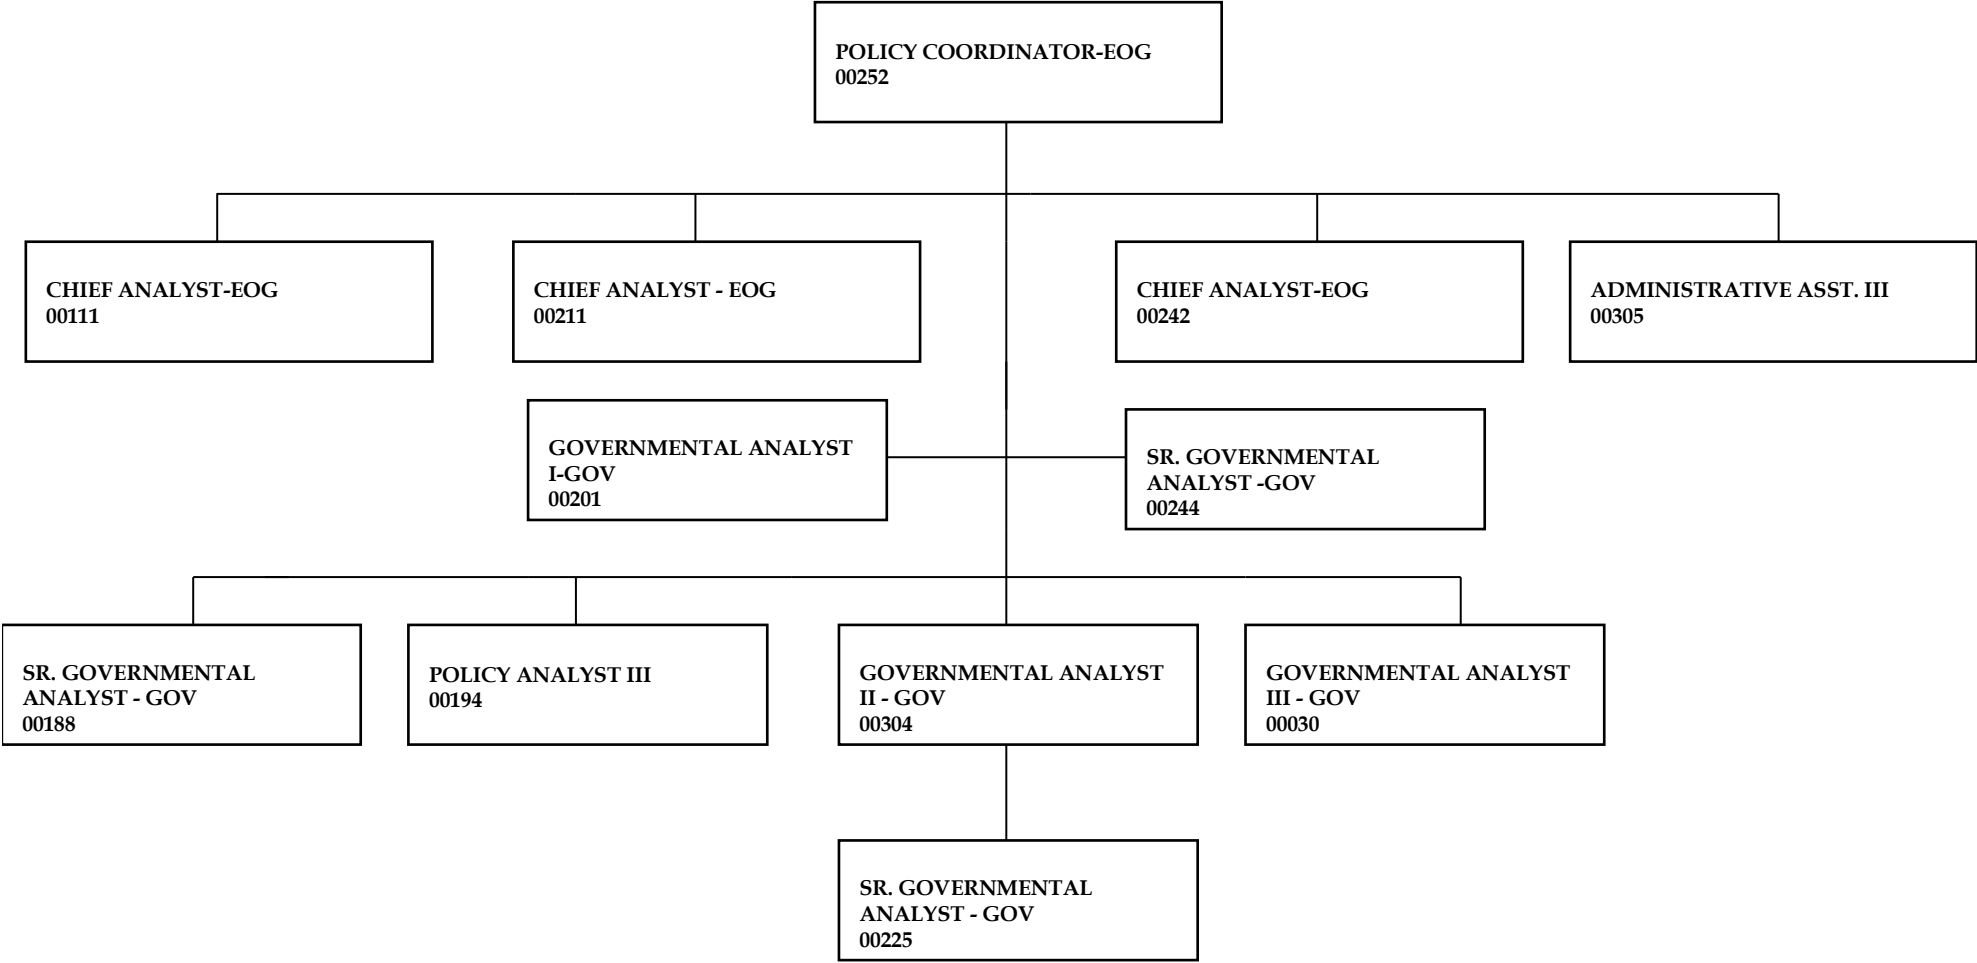 POLICY COORDINATOR-EOG
00252
CHIEF ANALYST-EOG
00111
CHIEF ANALYST - EOG
00211
CHIEF ANALYST-EOG
00242
ADMINISTRATIVE ASST. III
00305
GOVERNMENTAL ANALYST
I-GOV
00201
SR. GOVERNMENTAL
ANALYST -GOV
00244
SR. GOVERNMENTAL
ANALYST - GOV
00188
POLICY ANALYST III
00194
GOVERNMENTAL ANALYST
II - GOV
00304
GOVERNMENTAL ANALYST
III - GOV
00030
SR. GOVERNMENTAL
ANALYST - GOV
00225